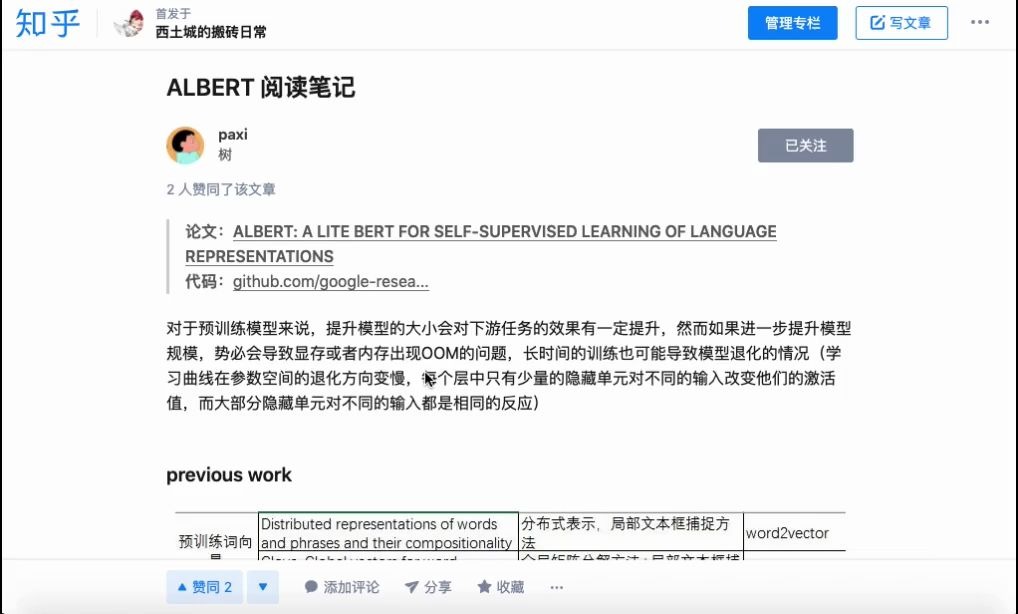 知乎
首发于
西土城的搬砖日常
管理专栏
写文章
ALBERT 阅读笔记
paxi
树
已关注
2 人赞同了该文章
论文：ALBERT: A LITE BERT FOR SELF-SUPERVISED LEARNING OF LANGUAGE
REPRESENTATIONS
代码：github.com/google-resea...
对于预训练模型来说，提升模型的大小会对下游任务的效果有一定提升，然而如果进一步提升模型
规模，势必会导致显存或者内存出现OOM的问题，长时间的训练也可能导致模型退化的情况（学
习曲线在参数空间的退化方向变慢，每个层中只有少量的隐藏单元对不同的输入改变他们的激活
值，而大部分隐藏单元对不同的输入都是相同的反应）
previous work
预训练词向
Distributed representations of words
and phrases and their compositionality
分布式表示，局部文本框捕捉方
法
word2vector
赞同 2
添加评论
分享
收藏